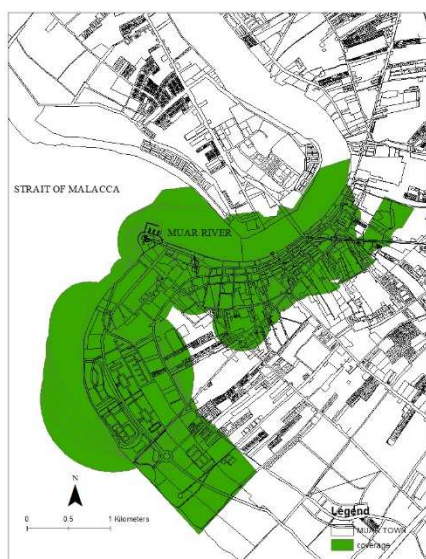 STRAIT OF MALACCA
MUAR RIVER
N
0 0.5 1 Kilometers
Legend
MUAR TOWN
coverage